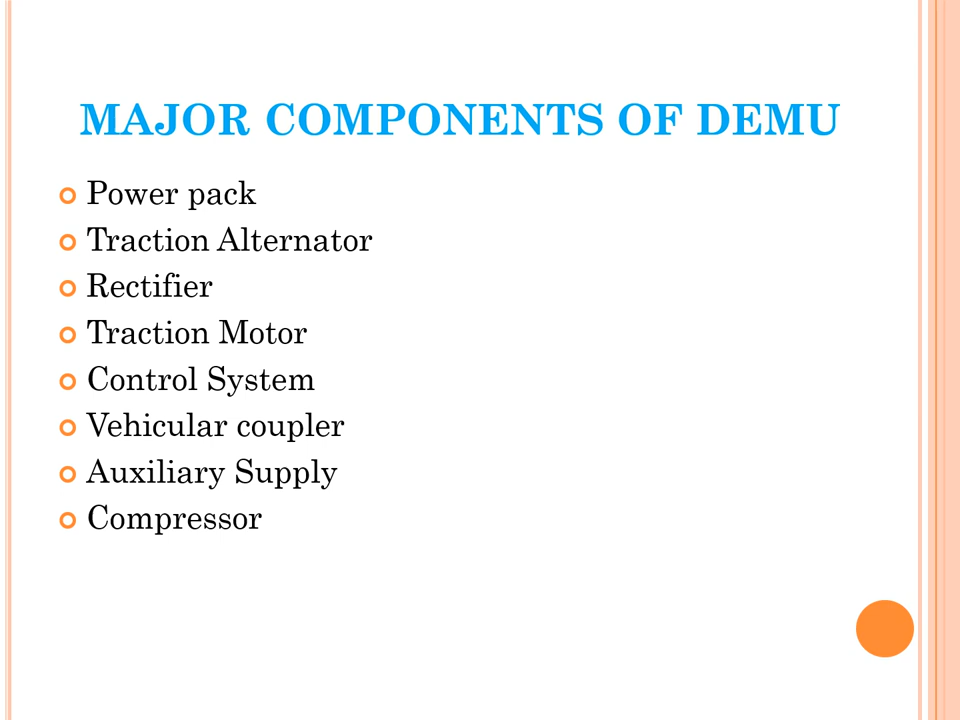 MAJOR COMPONENTS OF DEMU
Power pack
Traction Alternator
Rectifier
Traction Motor
Control System
Vehicular coupler
Auxiliary Supply
Compressor